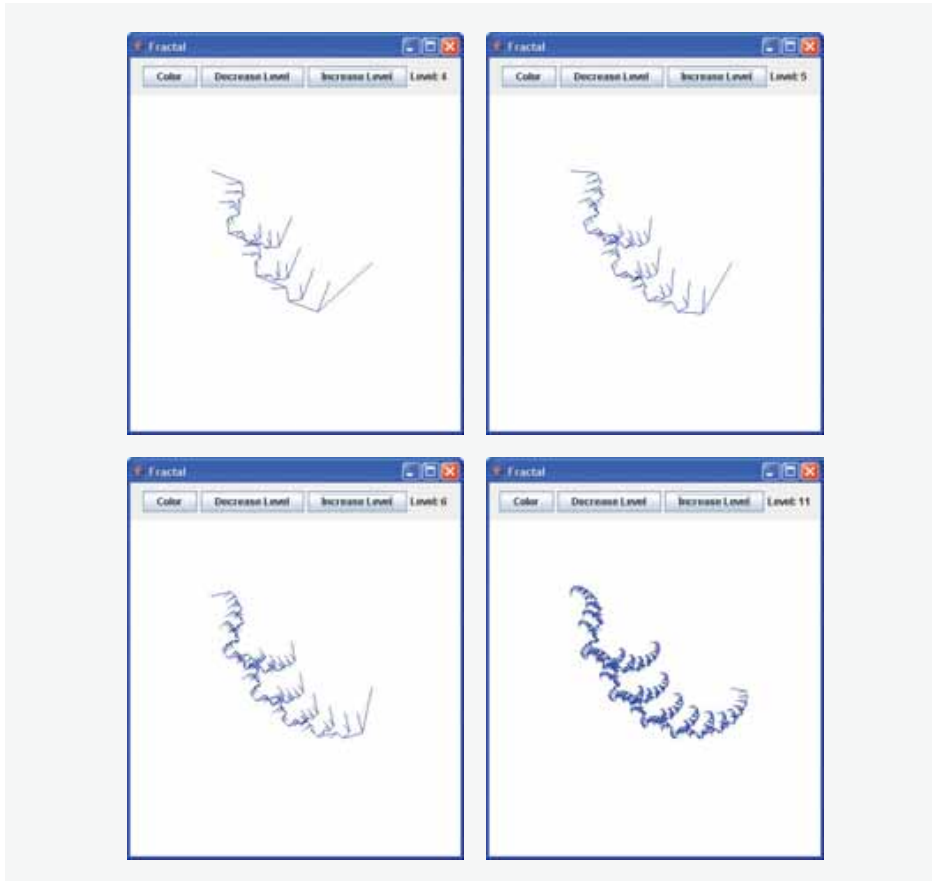 Fractal
Color Decrease Level Increase Level Level: 4
Fractal
Color Decrease Level Increase Level Level: 5
Fractal
Color Decrease Level Increase Level Level: 6
Fractal
Color Decrease Level Increase Level Level: 11